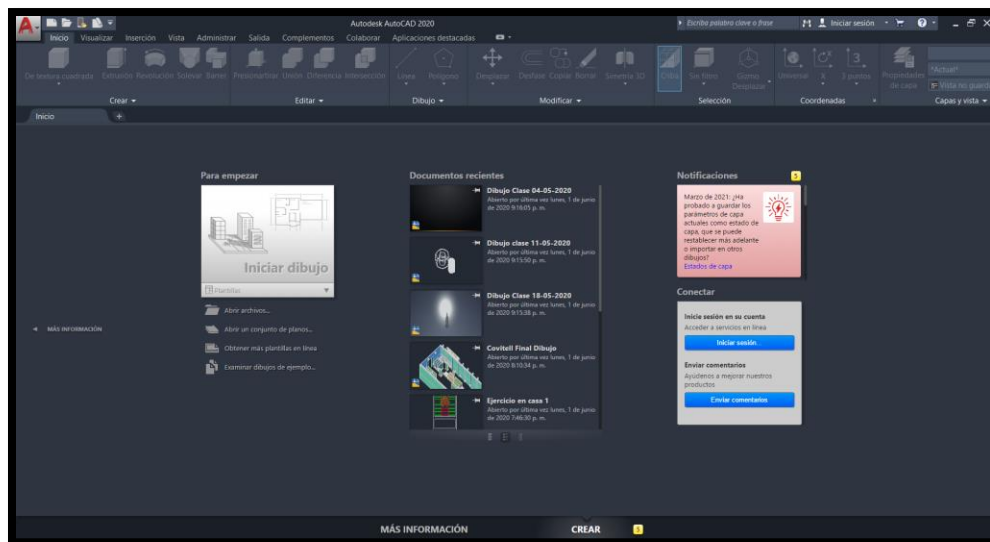 Autodesk AutoCAD 2020
Escriba palabra clave o frase
Iniciar sesión
Inicio Visualizar Inserción Vista Administrar Salida Complementos Colaborar Aplicaciones destacadas
De textura cuadrada Extrusión Revolución Solevar Barrer Presionar/tirar Unión Diferencia Intersección Línea Polígono Desplazar Desfase Copiar Borrar Simetría 3D Cubo Sin filtro Gizmo Desplazar Universal X 3 puntos Propiedades de capa
*Actual*
Vista no guard
Crear Editar Dibujo Modificar Selección Coordenadas Capas y vista
Inicio +
Para empezar
Iniciar dibujo
Plantillas
Abrir archivos...
Abrir un conjunto de planos...
Obtener más plantillas en línea
Examinar dibujos de ejemplo...
MÁS INFORMACIÓN
Documentos recientes
Dibujo Clase 04-05-2020
Abierto por última vez lunes, 1 de junio
de 2020 9:16:05 p. m.
Dibujo clase 11-05-2020
Abierto por última vez lunes, 1 de junio
de 2020 9:15:50 p. m.
Dibujo Clase 18-05-2020
Abierto por última vez lunes, 1 de junio
de 2020 9:15:38 p. m.
Covitell Final Dibujo
Abierto por última vez lunes, 1 de junio
de 2020 8:10:34 p. m.
Ejercicio en casa 1
Abierto por última vez lunes, 1 de junio
de 2020 7:46:30 p. m.
Notificaciones 5
Marzo de 2021: ¿Ha
probado a guardar los
parámetros de capa
actuales como estado de
capa, que se puede
restablecer más adelante
o importar en otros
dibujos?
Estados de capa
Conectar
Inicie sesión en su cuenta
Acceder a servicios en línea
Iniciar sesión...
Enviar comentarios
Ayúdenos a mejorar nuestros
productos
Enviar comentarios
MÁS INFORMACIÓN CREAR 5